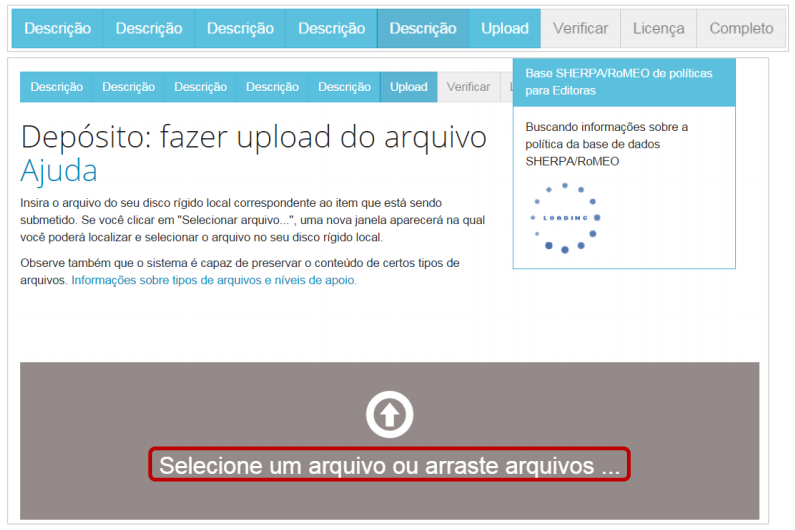 Descrição Descrição Descrição Descrição Descrição Upload Verificar Licença Completo
Descrição Descrição Descrição Descrição Descrição Upload Verificar
Base SHERPA/RoMEO de políticas
para Editoras
Buscando informações sobre a
política da base de dados
SHERPA/RoMEO
LOADING
Depósito: fazer upload do arquivo
Ajuda
Insira o arquivo do seu disco rígido local correspondente ao item que está sendo
submetido. Se você clicar em "Selecionar arquivo...", uma nova janela aparecerá na qual
você poderá localizar e selecionar o arquivo no seu disco rígido local.
Observe também que o sistema é capaz de preservar o conteúdo de certos tipos de
arquivos. Informações sobre tipos de arquivos e níveis de apoio.
Selecione um arquivo ou arraste arquivos ...